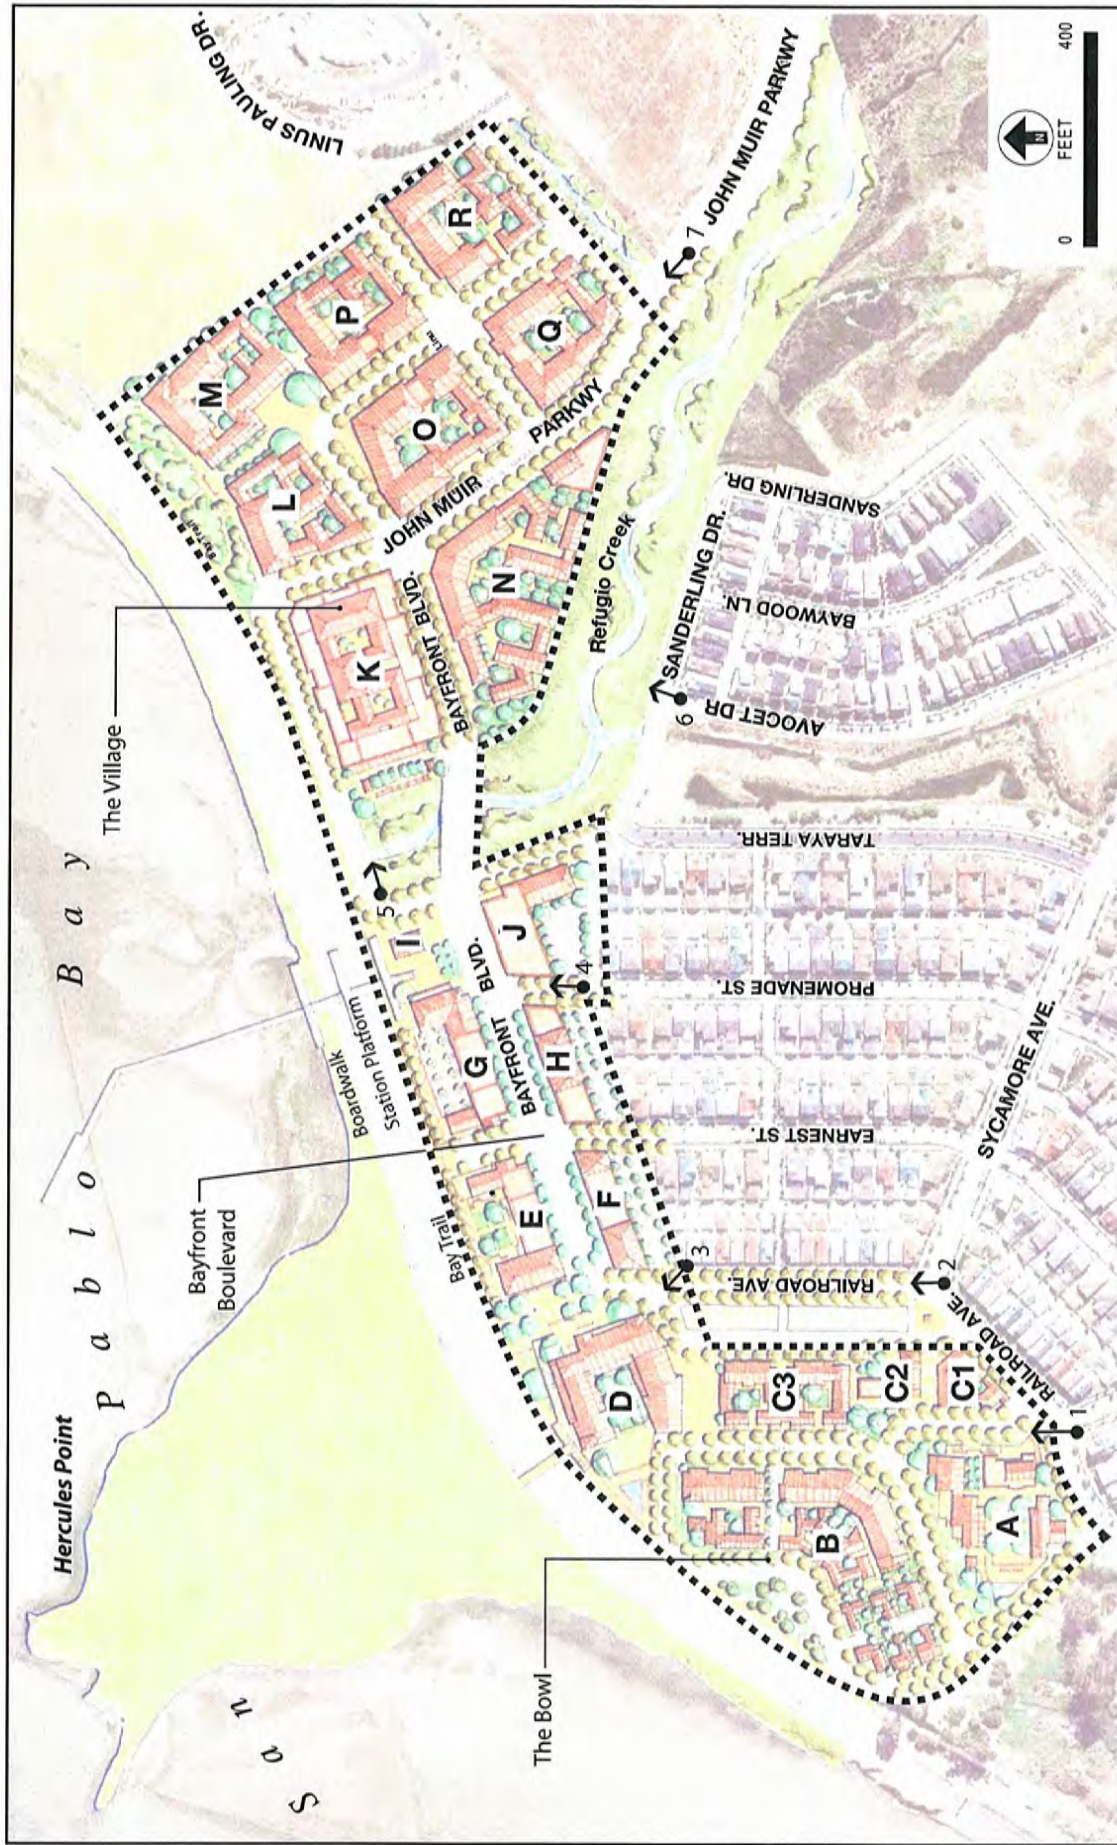 Hercules Point
San
Pablo
Bay
The Bowl
Bayfront
Boulevard
The Village
Boardwalk
Station Platform
Bay Trail
Bay Trail
LINUS PAULING DR.
JOHN MUIR PARKWY
JOHN MUIR
PARKWY
BAYFRONT BLVD.
BAYFRONT BLVD.
Refugio Creek
SANDERLING DR.
SANDERLING DR.
BAYWOOD LN.
AVOCET DR
TARAYA TERR.
PROMENADE ST.
EARNEST ST.
SYCAMORE AVE.
RAILROAD AVE.
RAILROAD AVE.
A
B
C1
C2
C3
D
E
F
G
H
I
J
K
L
M
N
O
P
Q
R
1
2
3
4
5
6
7
N
0
400
FEET